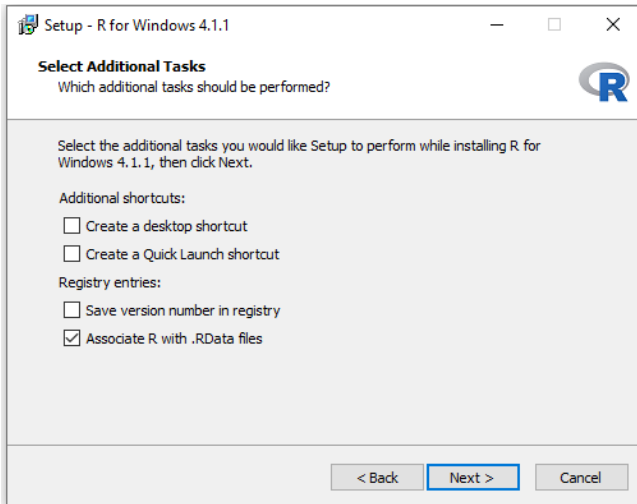 Setup - R for Windows 4.1.1
Select Additional Tasks
Which additional tasks should be performed?
R
Select the additional tasks you would like Setup to perform while installing R for
Windows 4.1.1, then click Next.
Additional shortcuts:
Create a desktop shortcut
Create a Quick Launch shortcut
Registry entries:
Save version number in registry
Associate R with .RData files
< Back
Next >
Cancel